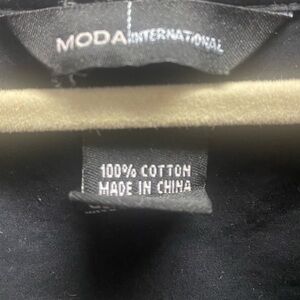 MODA INTERNATIONAL
100% COTTON
MADE IN CHINA